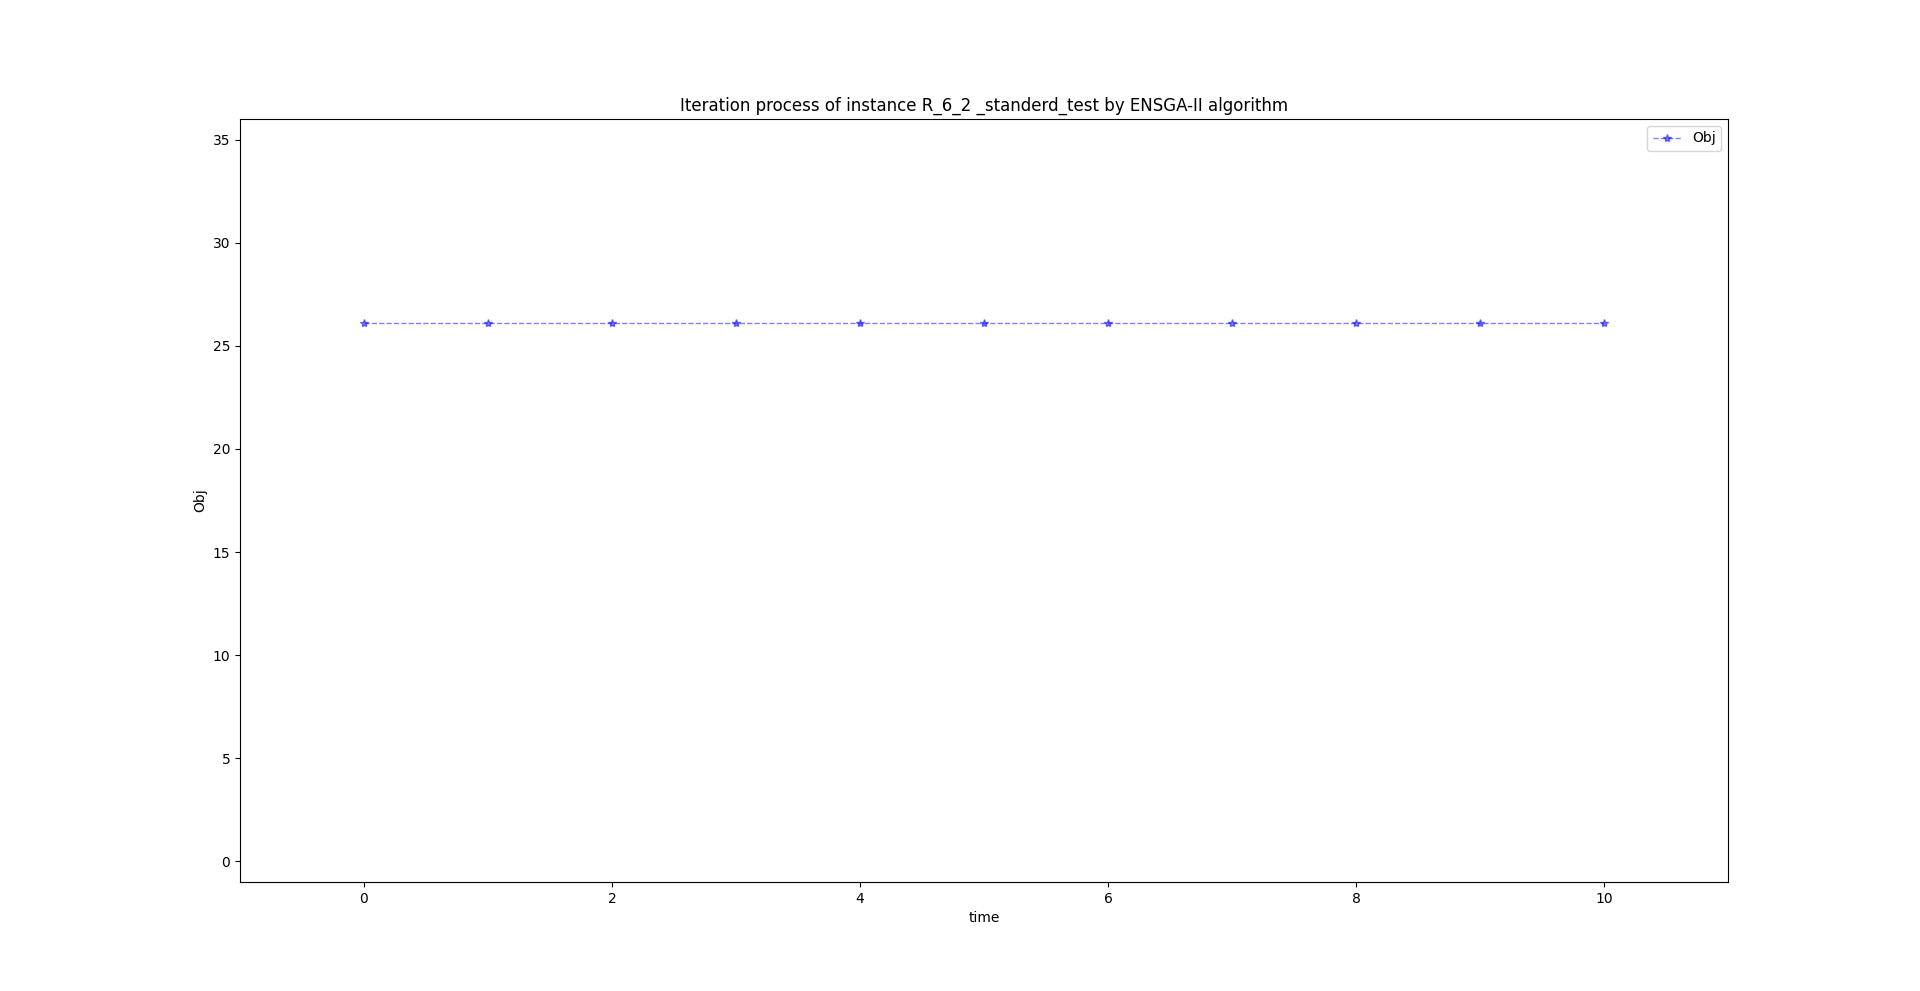 Iteration process of instance R_6_2 _standerd_test by ENSGA-II algorithm
Obj
35
30
25
20
15
10
5
0
Obj
0 2 4 6 8 10
time